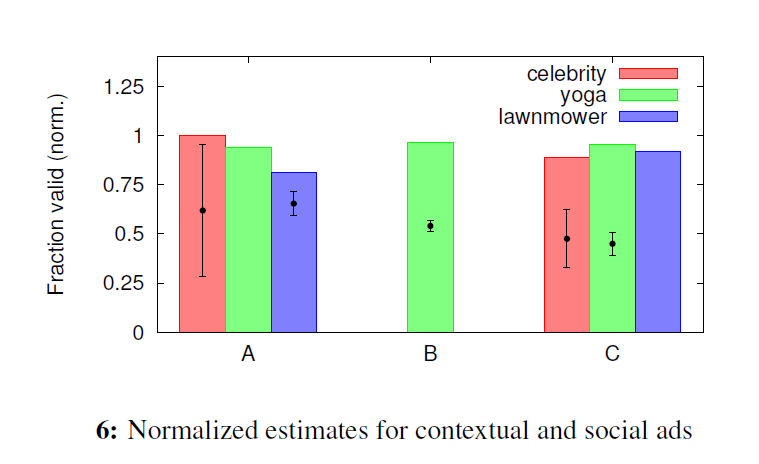 celebrity
yoga
lawnmower
Fraction valid (norm.)
1.25
1
0.75
0.5
0.25
0
A B C
6: Normalized estimates for contextual and social ads